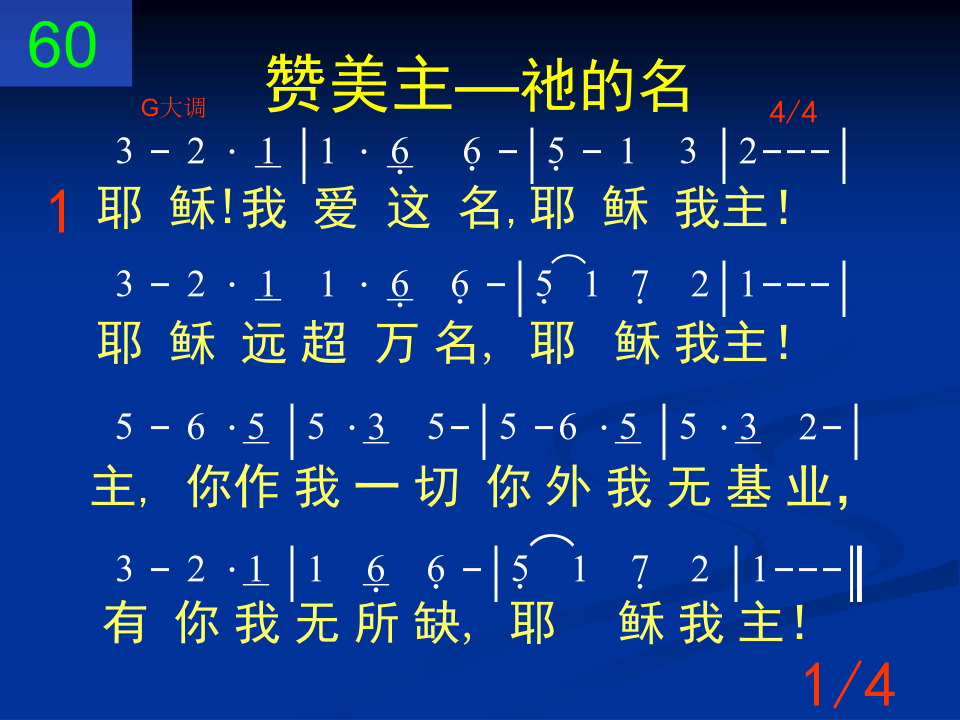 60
赞美主—祂的名
G大调
4/4
3 - 2 · 1 | 1 · 6̣ 6̣ - | 5̣ - 1 3 | 2 - - - |
1 耶 稣!我 爱 这 名,耶 稣 我主!
3 - 2 · 1 1 · 6̣ 6̣ - | 5̣ 1 7̣ 2 | 1 - - - |
耶 稣 远 超 万 名, 耶 稣 我主!
5 - 6 · 5 | 5 · 3 5 - | 5 - 6 · 5 | 5 · 3 2 - |
主, 你作 我 一 切 你 外 我 无 基 业,
3 - 2 · 1 | 1 6̣ 6̣ - | 5̣ 1 7̣ 2 | 1 - - - ‖
有 你 我 无 所 缺, 耶 稣 我 主!
1/4